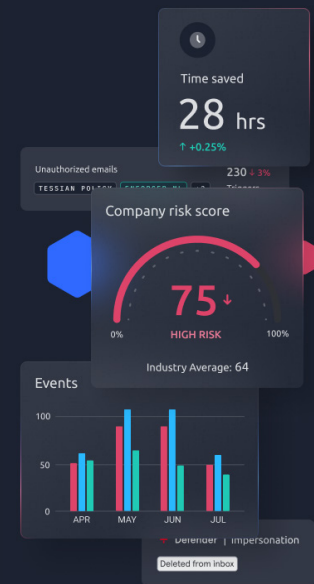 Time saved
28 hrs
↑ +0.25%
Unauthorized emails
230 ↓ 3%
TESSIAN POLICY
Triggers
Company risk score
75 ↓
0%
HIGH RISK
100%
Industry Average: 64
Events
100
50
0
APR MAY JUN JUL
Defender | Impersonation
Deleted from inbox